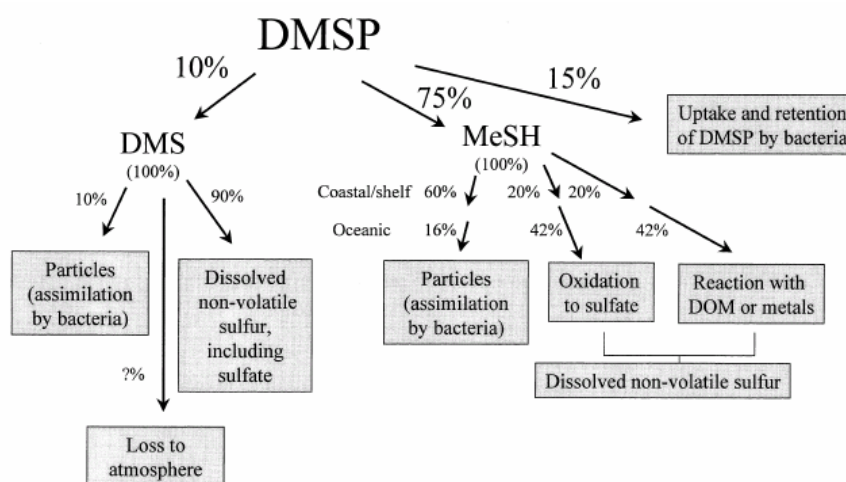 DMSP
10%
75%
15%
Uptake and retention
of DMSP by bacteria
DMS
(100%)
MeSH
(100%)
10%
90%
Coastal/shelf 60% 20% 20%
Oceanic 16% 42% 42%
Particles
(assimilation
by bacteria)
Dissolved
non-volatile
sulfur,
including
sulfate
Particles
(assimilation
by bacteria)
Oxidation
to sulfate
Reaction with
DOM or metals
?%
Dissolved non-volatile sulfur
Loss to
atmosphere